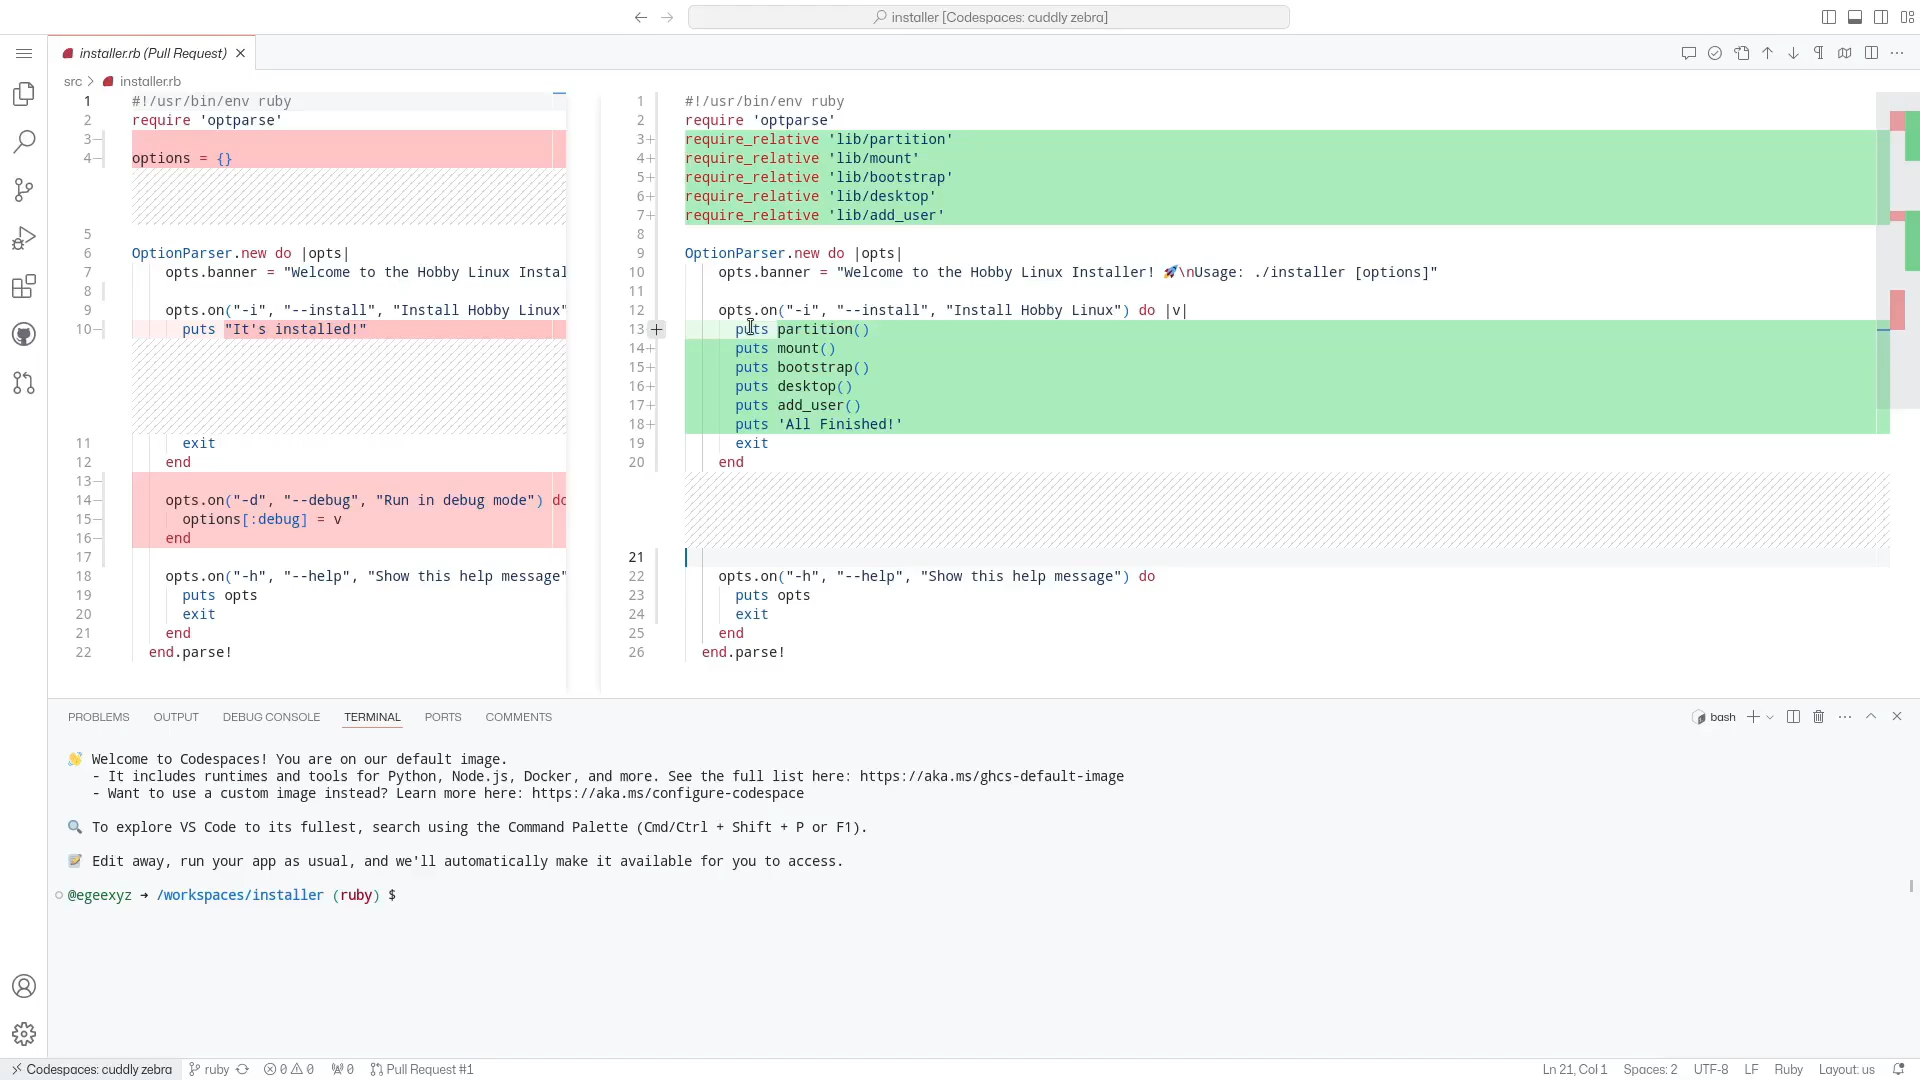 installer [Codespaces: cuddly zebra]
installer.rb (Pull Request)
src > installer.rb
1 #!/usr/bin/env ruby
2 require 'optparse'
3—
4— options = {}
5
6 OptionParser.new do |opts|
7 opts.banner = "Welcome to the Hobby Linux Instal
8
9 opts.on("-i", "--install", "Install Hobby Linux"
10— puts "It's installed!"
11 exit
12 end
13—
14— opts.on("-d", "--debug", "Run in debug mode") do
15— options[:debug] = v
16— end
17
18 opts.on("-h", "--help", "Show this help message"
19 puts opts
20 exit
21 end
22 end.parse!
1 #!/usr/bin/env ruby
2 require 'optparse'
3+ require_relative 'lib/partition'
4+ require_relative 'lib/mount'
5+ require_relative 'lib/bootstrap'
6+ require_relative 'lib/desktop'
7+ require_relative 'lib/add_user'
8
9 OptionParser.new do |opts|
10 opts.banner = "Welcome to the Hobby Linux Installer! 🚀\nUsage: ./installer [options]"
11
12 opts.on("-i", "--install", "Install Hobby Linux") do |v|
13 + puts partition()
14+ puts mount()
15+ puts bootstrap()
16+ puts desktop()
17+ puts add_user()
18+ puts 'All Finished!'
19 exit
20 end
21
22 opts.on("-h", "--help", "Show this help message") do
23 puts opts
24 exit
25 end
26 end.parse!
PROBLEMS OUTPUT DEBUG CONSOLE TERMINAL PORTS COMMENTS
bash
👋 Welcome to Codespaces! You are on our default image.
- It includes runtimes and tools for Python, Node.js, Docker, and more. See the full list here: https://aka.ms/ghcs-default-image
- Want to use a custom image instead? Learn more here: https://aka.ms/configure-codespace
🔍 To explore VS Code to its fullest, search using the Command Palette (Cmd/Ctrl + Shift + P or F1).
📝 Edit away, run your app as usual, and we'll automatically make it available for you to access.
@egeexyz ➜ /workspaces/installer (ruby) $
Codespaces: cuddly zebra ruby 0 0 0 Pull Request #1 Ln 21, Col 1 Spaces: 2 UTF-8 LF Ruby Layout: us